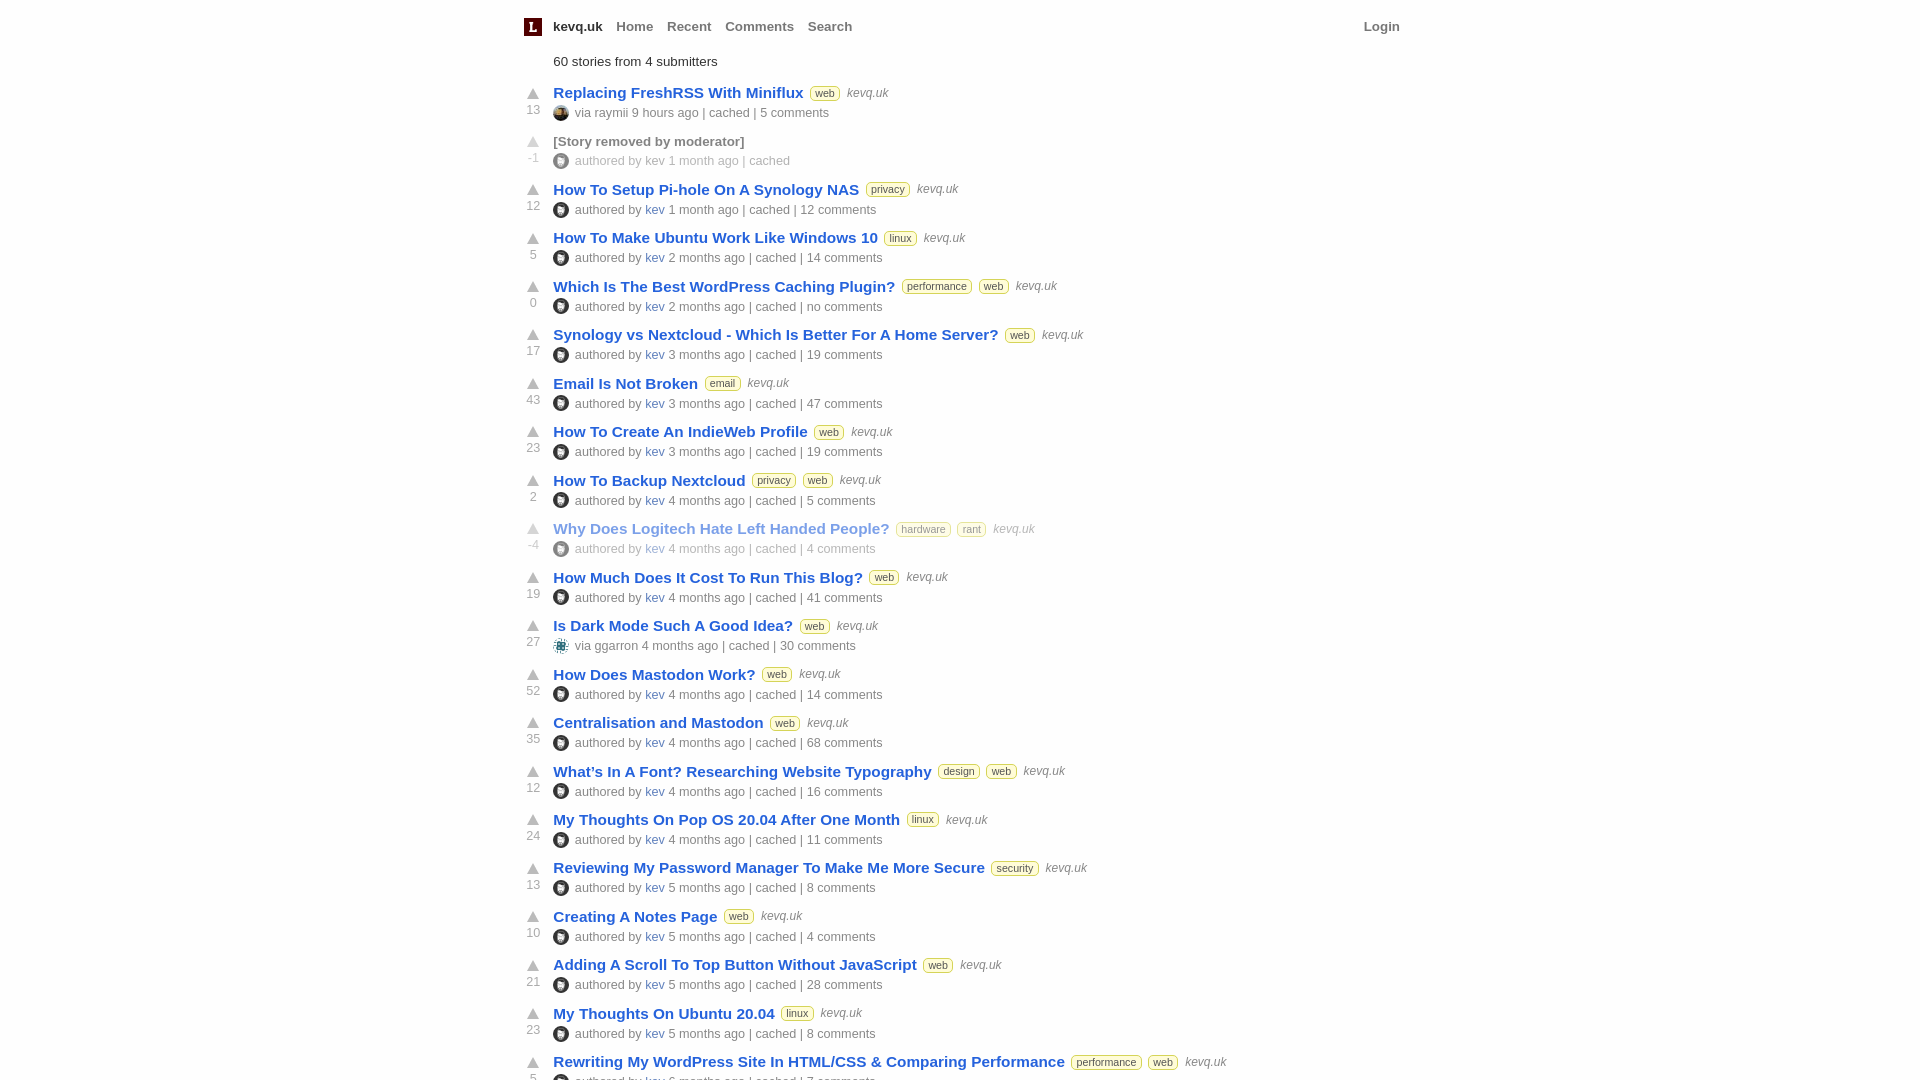 L kevq.uk Home Recent Comments Search Login
60 stories from 4 submitters
Replacing FreshRSS With Miniflux web kevq.uk
13 via raymii 9 hours ago | cached | 5 comments
[Story removed by moderator]
-1 authored by kev 1 month ago | cached
How To Setup Pi-hole On A Synology NAS privacy kevq.uk
12 authored by kev 1 month ago | cached | 12 comments
How To Make Ubuntu Work Like Windows 10 linux kevq.uk
5 authored by kev 2 months ago | cached | 14 comments
Which Is The Best WordPress Caching Plugin? performance web kevq.uk
0 authored by kev 2 months ago | cached | no comments
Synology vs Nextcloud - Which Is Better For A Home Server? web kevq.uk
17 authored by kev 3 months ago | cached | 19 comments
Email Is Not Broken email kevq.uk
43 authored by kev 3 months ago | cached | 47 comments
How To Create An IndieWeb Profile web kevq.uk
23 authored by kev 3 months ago | cached | 19 comments
How To Backup Nextcloud privacy web kevq.uk
2 authored by kev 4 months ago | cached | 5 comments
Why Does Logitech Hate Left Handed People? hardware rant kevq.uk
-4 authored by kev 4 months ago | cached | 4 comments
How Much Does It Cost To Run This Blog? web kevq.uk
19 authored by kev 4 months ago | cached | 41 comments
Is Dark Mode Such A Good Idea? web kevq.uk
27 via ggarron 4 months ago | cached | 30 comments
How Does Mastodon Work? web kevq.uk
52 authored by kev 4 months ago | cached | 14 comments
Centralisation and Mastodon web kevq.uk
35 authored by kev 4 months ago | cached | 68 comments
What’s In A Font? Researching Website Typography design web kevq.uk
12 authored by kev 4 months ago | cached | 16 comments
My Thoughts On Pop OS 20.04 After One Month linux kevq.uk
24 authored by kev 4 months ago | cached | 11 comments
Reviewing My Password Manager To Make Me More Secure security kevq.uk
13 authored by kev 5 months ago | cached | 8 comments
Creating A Notes Page web kevq.uk
10 authored by kev 5 months ago | cached | 4 comments
Adding A Scroll To Top Button Without JavaScript web kevq.uk
21 authored by kev 5 months ago | cached | 28 comments
My Thoughts On Ubuntu 20.04 linux kevq.uk
23 authored by kev 5 months ago | cached | 8 comments
Rewriting My WordPress Site In HTML/CSS & Comparing Performance performance web kevq.uk
5 authored by kev 6 months ago | cached | 7 comments